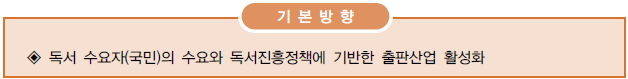 기 본 방 향
◈ 독서 수요자(국민)의 수요와 독서진흥정책에 기반한 출판산업 활성화